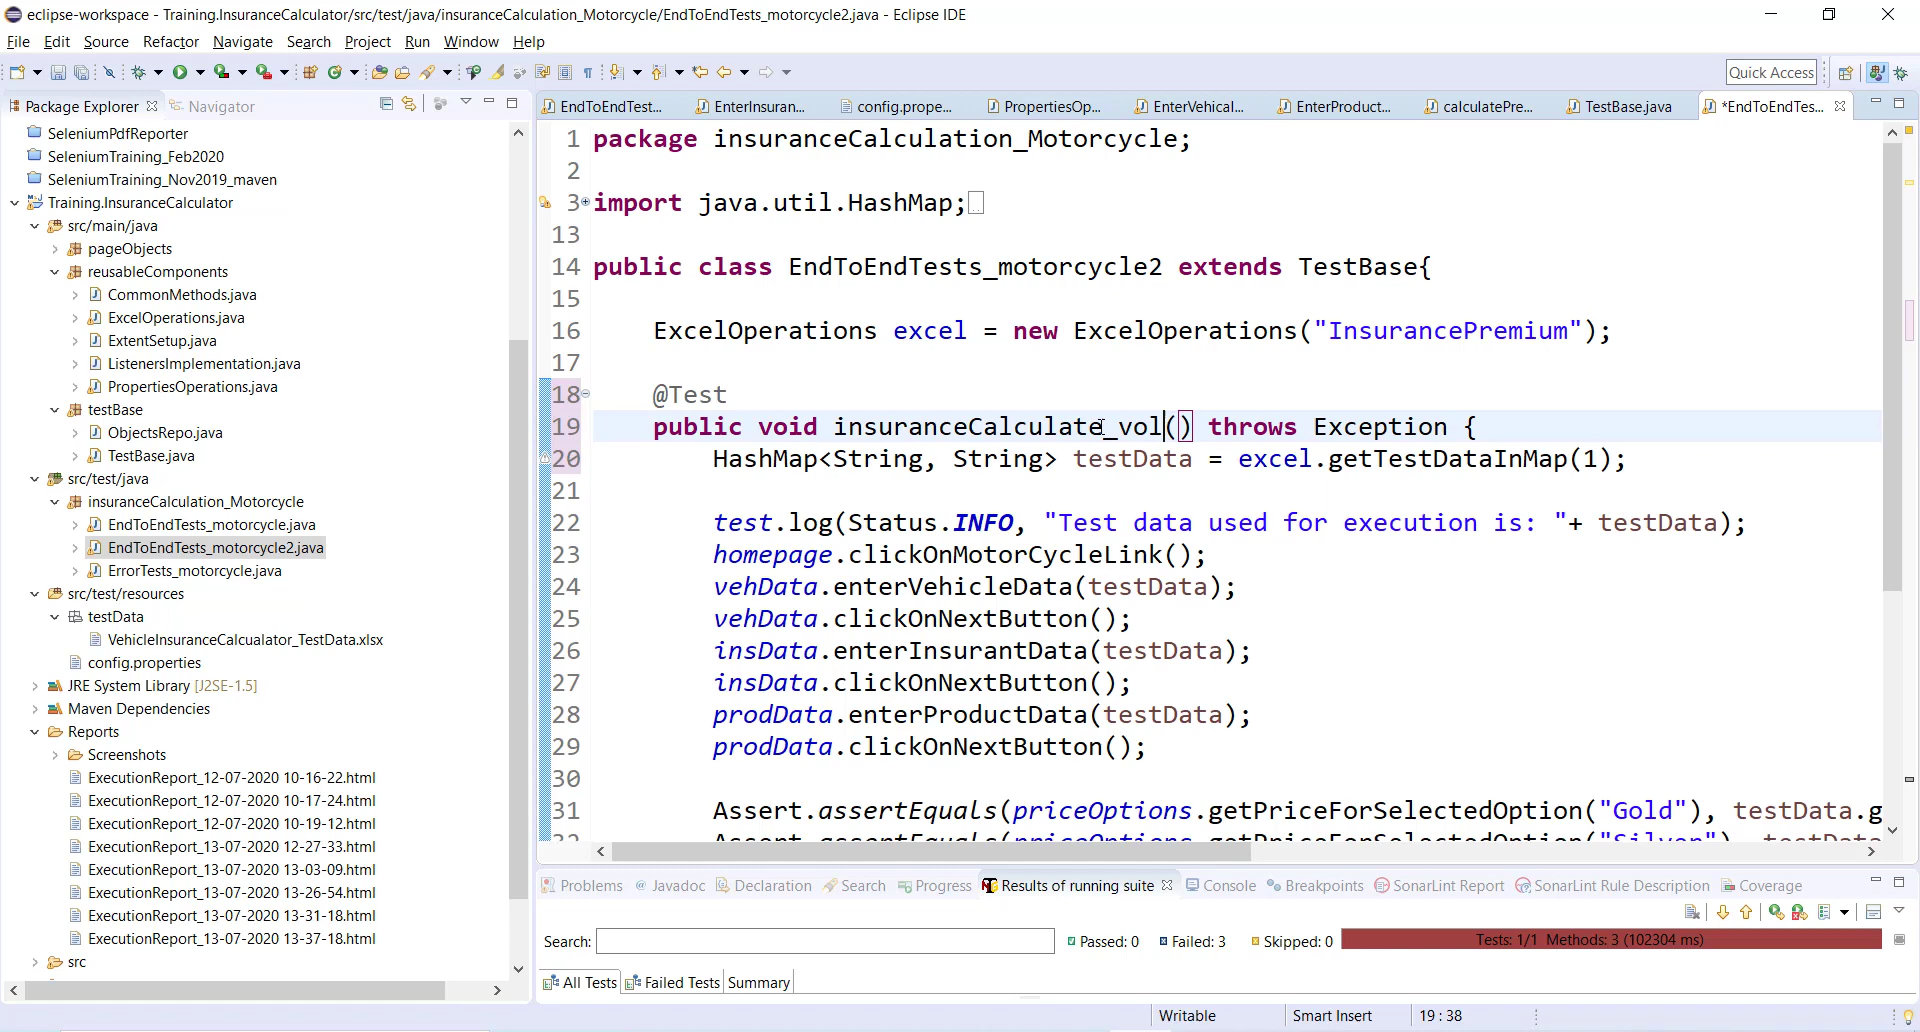 eclipse-workspace - Training.InsuranceCalculator/src/test/java/insuranceCalculation_Motorcycle/EndToEndTests_motorcycle2.java - Eclipse IDE
File Edit Source Refactor Navigate Search Project Run Window Help
Quick Access
Package Explorer Navigator
SeleniumPdfReporter
SeleniumTraining_Feb2020
SeleniumTraining_Nov2019_maven
Training.InsuranceCalculator
src/main/java
pageObjects
reusableComponents
CommonMethods.java
ExcelOperations.java
ExtentSetup.java
ListenersImplementation.java
PropertiesOperations.java
testBase
ObjectsRepo.java
TestBase.java
src/test/java
insuranceCalculation_Motorcycle
EndToEndTests_motorcycle.java
EndToEndTests_motorcycle2.java
ErrorTests_motorcycle.java
src/test/resources
testData
VehicleInsuranceCalcualator_TestData.xlsx
config.properties
JRE System Library [J2SE-1.5]
Maven Dependencies
Reports
Screenshots
ExecutionReport_12-07-2020 10-16-22.html
ExecutionReport_12-07-2020 10-17-24.html
ExecutionReport_12-07-2020 10-19-12.html
ExecutionReport_13-07-2020 12-27-33.html
ExecutionReport_13-07-2020 13-03-09.html
ExecutionReport_13-07-2020 13-26-54.html
ExecutionReport_13-07-2020 13-31-18.html
ExecutionReport_13-07-2020 13-37-18.html
src
EndToEndTest... EnterInsuran... config.prope... PropertiesOp... EnterVehical... EnterProduct... calculatePre... TestBase.java *EndToEndTes...
1 package insuranceCalculation_Motorcycle;
2
3 import java.util.HashMap;
13
14 public class EndToEndTests_motorcycle2 extends TestBase{
15
16 ExcelOperations excel = new ExcelOperations("InsurancePremium");
17
18 @Test
19 public void insuranceCalculate_vol() throws Exception {
20 HashMap<String, String> testData = excel.getTestDataInMap(1);
21
22 test.log(Status.INFO, "Test data used for execution is: "+ testData);
23 homepage.clickOnMotorCycleLink();
24 vehData.enterVehicleData(testData);
25 vehData.clickOnNextButton();
26 insData.enterInsurantData(testData);
27 insData.clickOnNextButton();
28 prodData.enterProductData(testData);
29 prodData.clickOnNextButton();
30
31 Assert.assertEquals(priceOptions.getPriceForSelectedOption("Gold"), testData.g
32 Assert.assertEquals(priceOptions.getPriceForSelectedOption("Silver"), testData
Problems @ Javadoc Declaration Search Progress Results of running suite Console Breakpoints SonarLint Report SonarLint Rule Description Coverage
Search: Passed: 0 Failed: 3 Skipped: 0 Tests: 1/1 Methods: 3 (102304 ms)
All Tests Failed Tests Summary
Writable Smart Insert 19 : 38